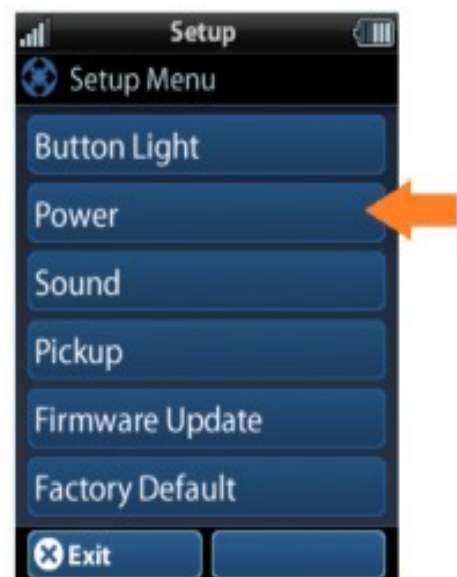 Setup
Setup Menu
Button Light
Power
Sound
Pickup
Firmware Update
Factory Default
Exit